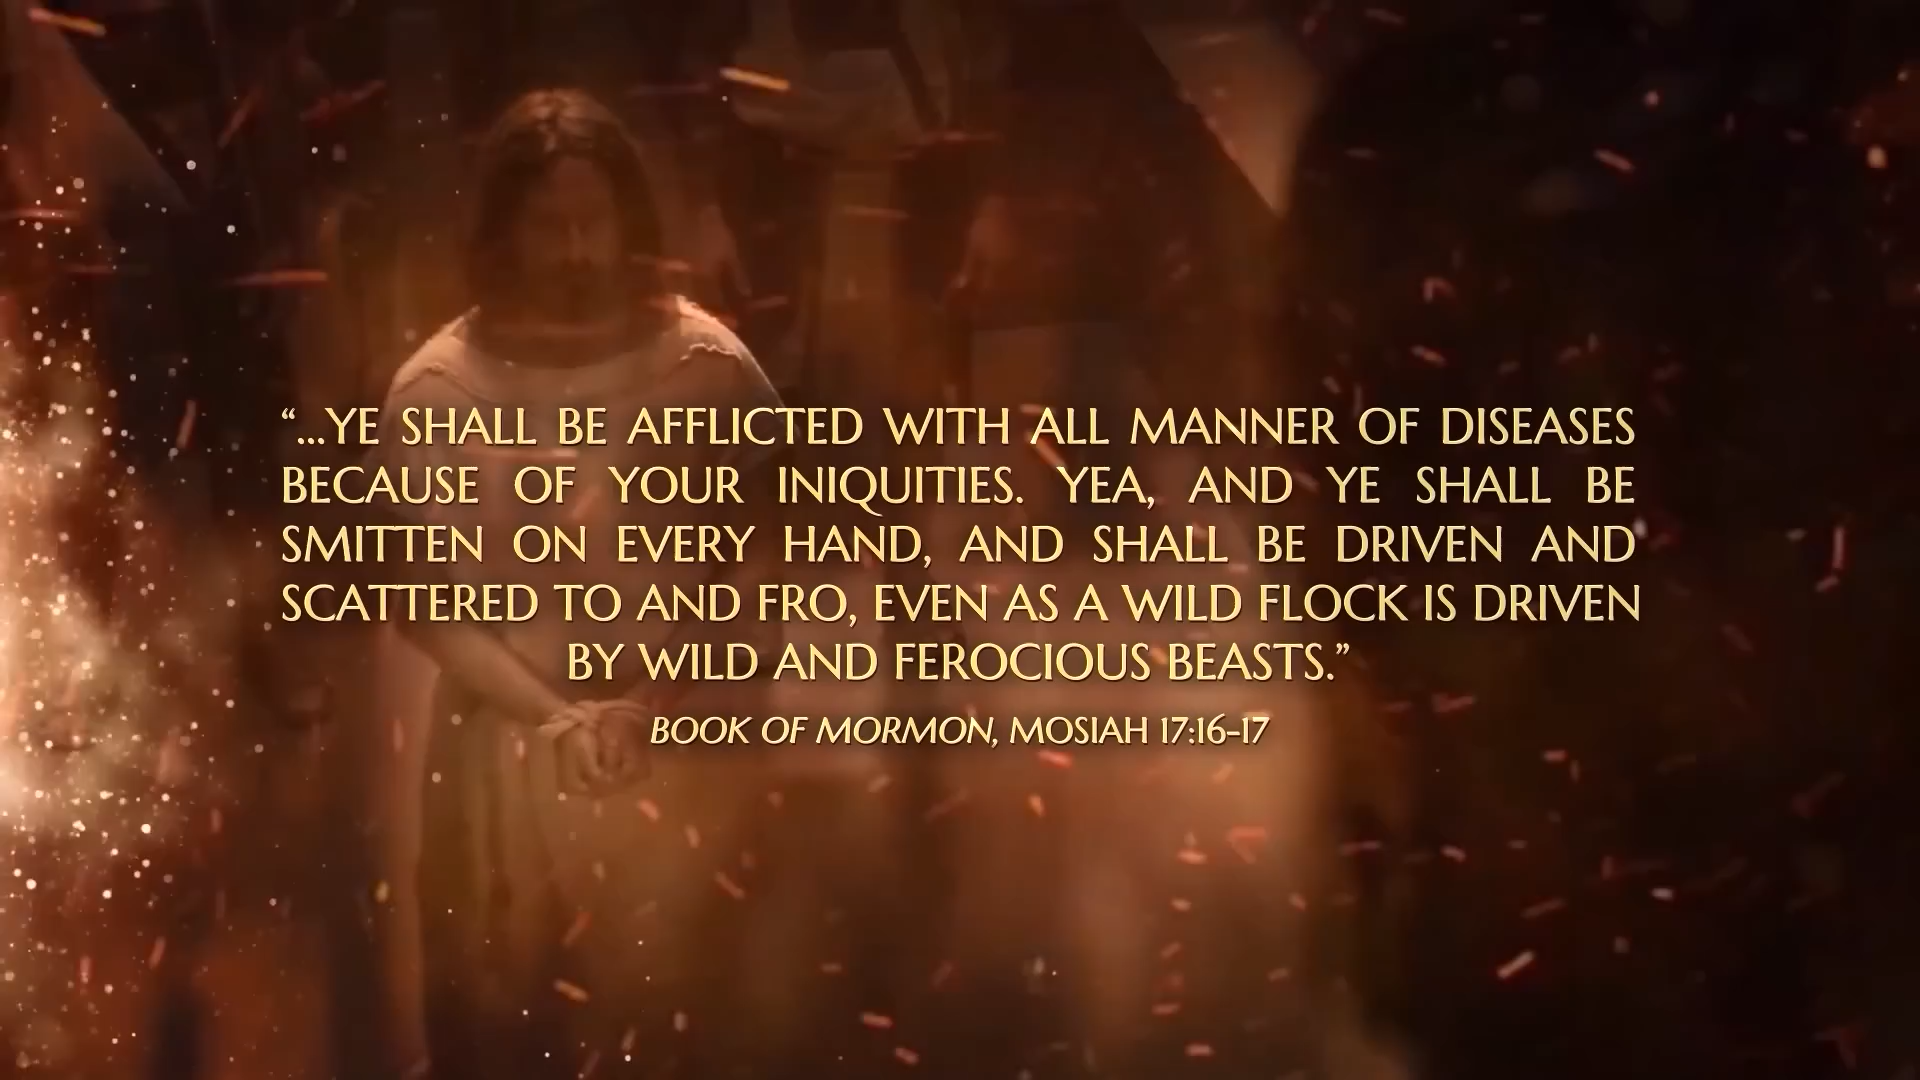 “...YE SHALL BE AFFLICTED WITH ALL MANNER OF DISEASES
BECAUSE OF YOUR INIQUITIES. YEA, AND YE SHALL BE
SMITTEN ON EVERY HAND, AND SHALL BE DRIVEN AND
SCATTERED TO AND FRO, EVEN AS A WILD FLOCK IS DRIVEN
BY WILD AND FEROCIOUS BEASTS.”
BOOK OF MORMON, MOSIAH 17:16-17